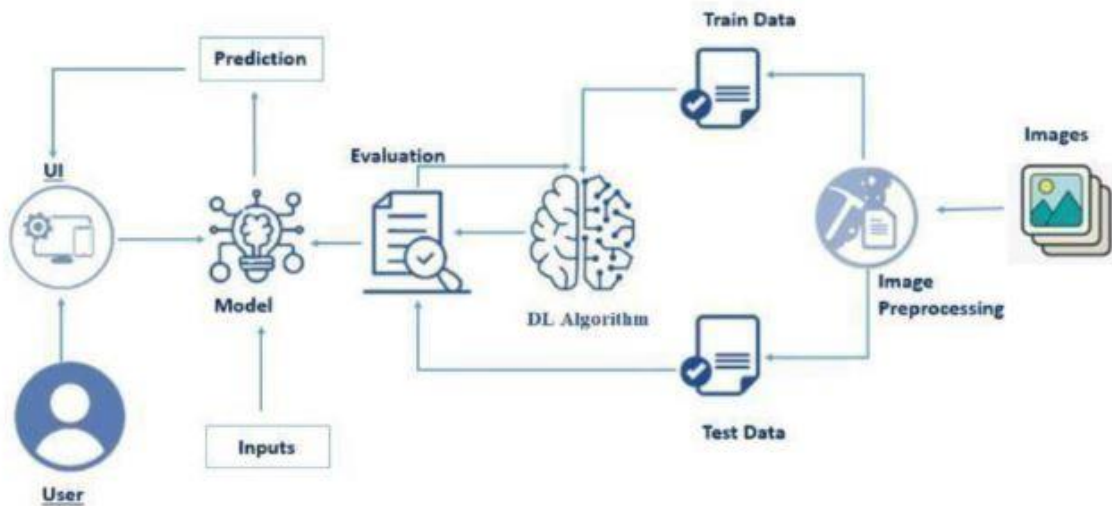 Train Data
Prediction
Images
Evaluation
UI
Model
DL Algorithm
Image
Preprocessing
Inputs
Test Data
User